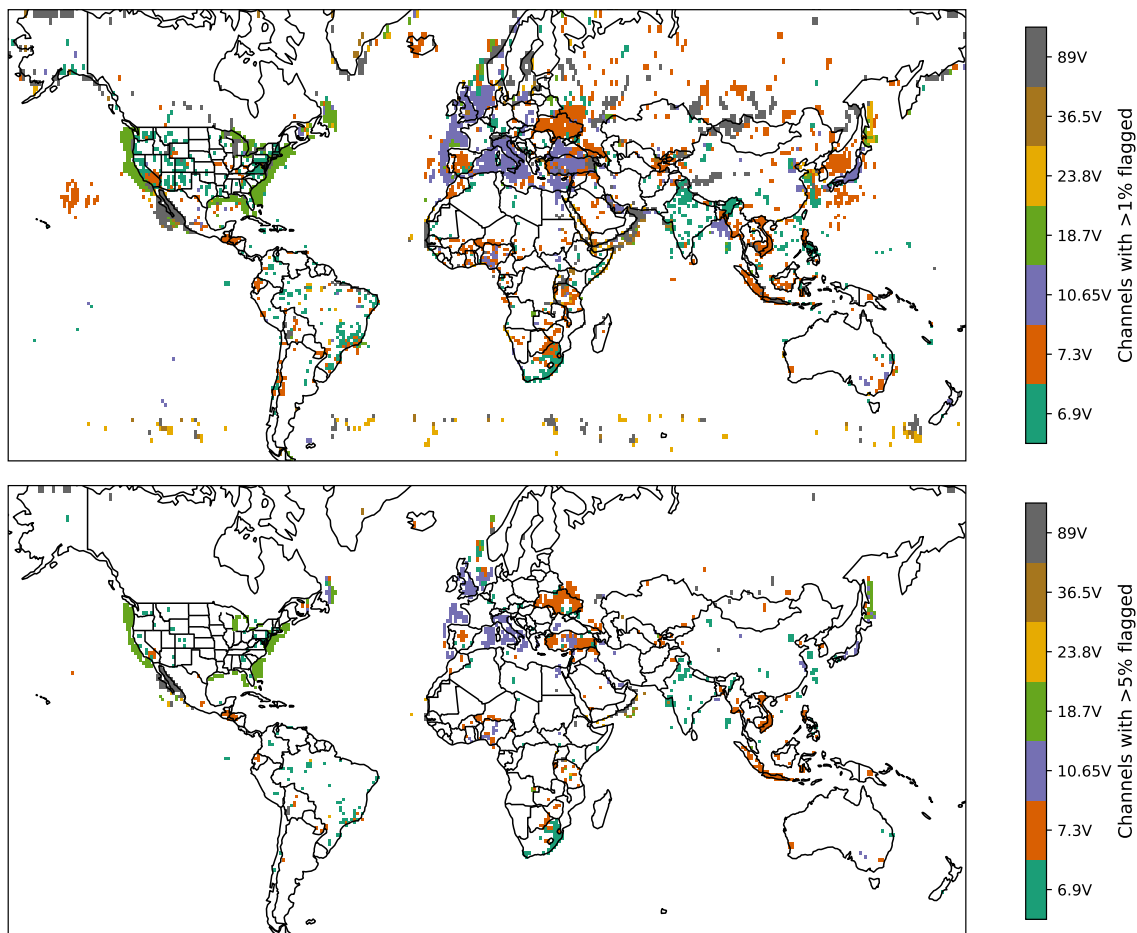 89V
36.5V
23.8V
18.7V
10.65V
7.3V
6.9V
Channels with >1% flagged
89V
36.5V
23.8V
18.7V
10.65V
7.3V
6.9V
Channels with >5% flagged